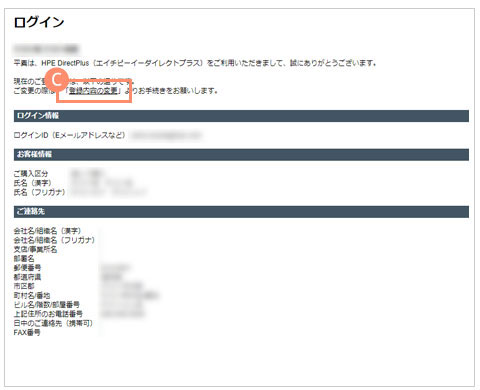 ログイン
平素は、HPE DirectPlus（エイチピーイーダイレクトプラス）をご利用いただきまして、誠にありがとうございます。
C
現在のご登 は、以下の通りです。
ご変更の際は、「登録内容の変更」よりお手続きをお願いします。
ログイン情報
ログインID（Eメールアドレスなど）
お客様情報
ご購入区分
氏名（漢字）
氏名（フリガナ）
ご連絡先
会社名/組織名（漢字）
会社名/組織名（フリガナ）
支店/事業所名
部署名
郵便番号
都道府県
市区郡
町村名/番地
ビル名/階数/部屋番号
上記住所のお電話番号
日中のご連絡先（携帯可）
FAX番号